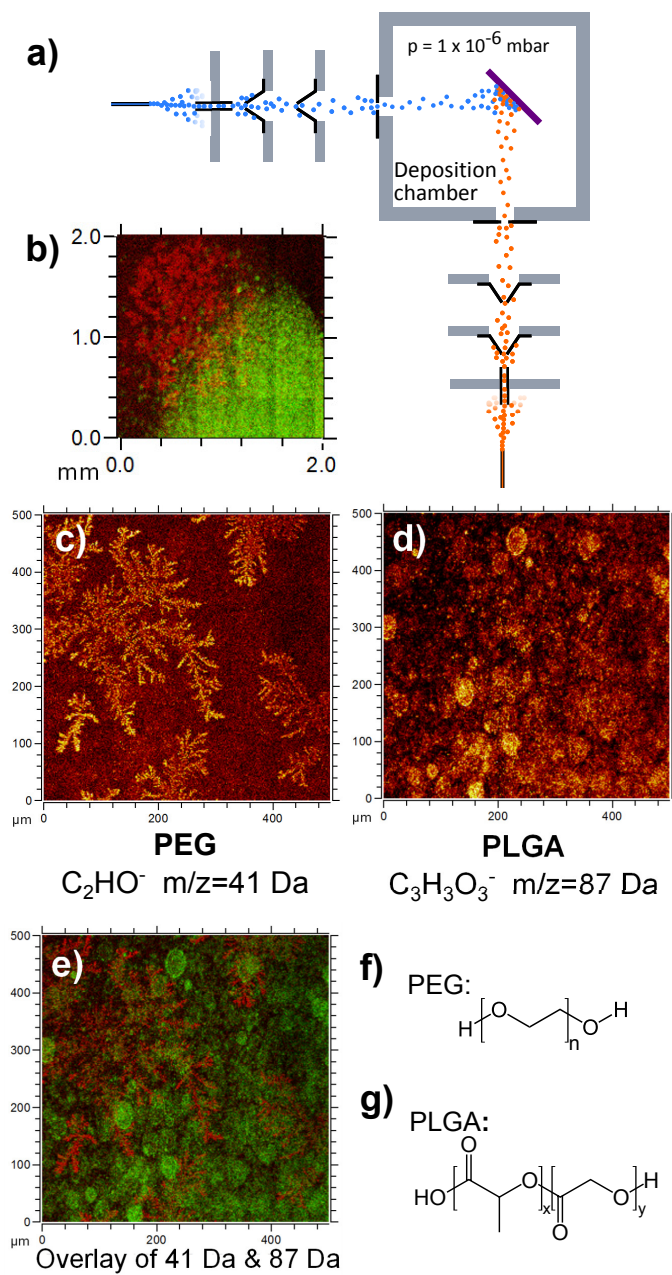 a)
p = 1 x 10⁻⁶ mbar
Deposition
chamber
b)
2.0
1.0
0.0
mm
0.0
2.0
c)
500
400
300
200
100
0
µm
0
200
400
PEG
C₂HO⁻ m/z=41 Da
d)
500
400
300
200
100
0
µm
0
200
400
PLGA
C₃H₃O₃⁻ m/z=87 Da
e)
500
400
300
200
100
0
µm
0
200
400
Overlay of 41 Da & 87 Da
f)
PEG:
H
O
n
O
H
g)
PLGA:
O
HO
O
x
O
O
y
H